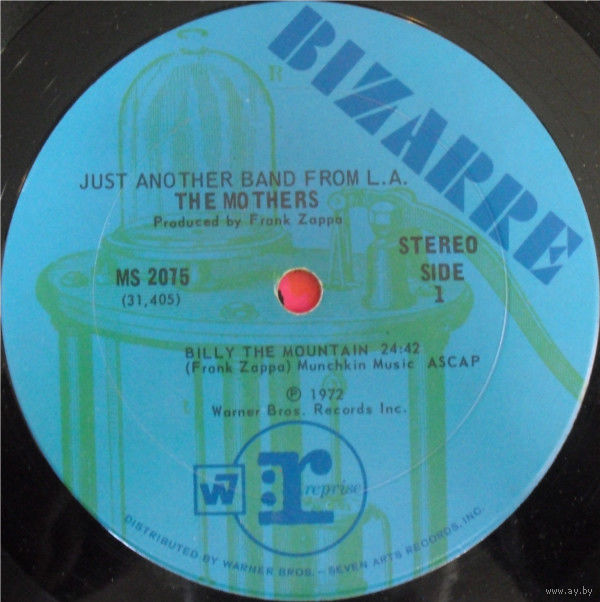 BIZARRE
JUST ANOTHER BAND FROM L.A.
THE MOTHERS
Produced by Frank Zappa
MS 2075
(31,405)
STEREO
SIDE
1
BILLY THE MOUNTAIN 24:42
(Frank Zappa) Munchkin Music ASCAP
℗ 1972
Warner Bros. Records Inc.
W7
r:
reprise
DISTRIBUTED BY WARNER BROS. – SEVEN ARTS RECORDS, INC.
www.ay.by